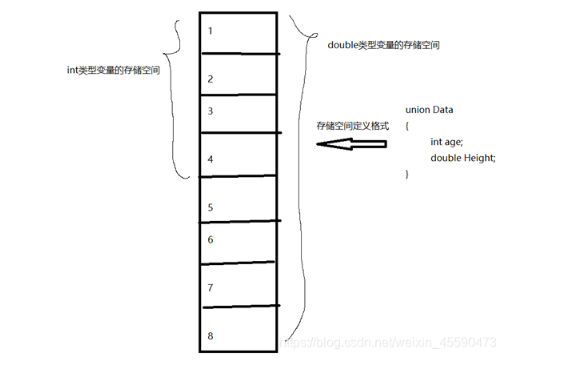 1
double类型变量的存储空间
int类型变量的存储空间
2
3
union Data
存储空间定义格式
{
int age;
double Height;
}
4
5
6
7
8
https://blog.csdn.net/weixin_45590473